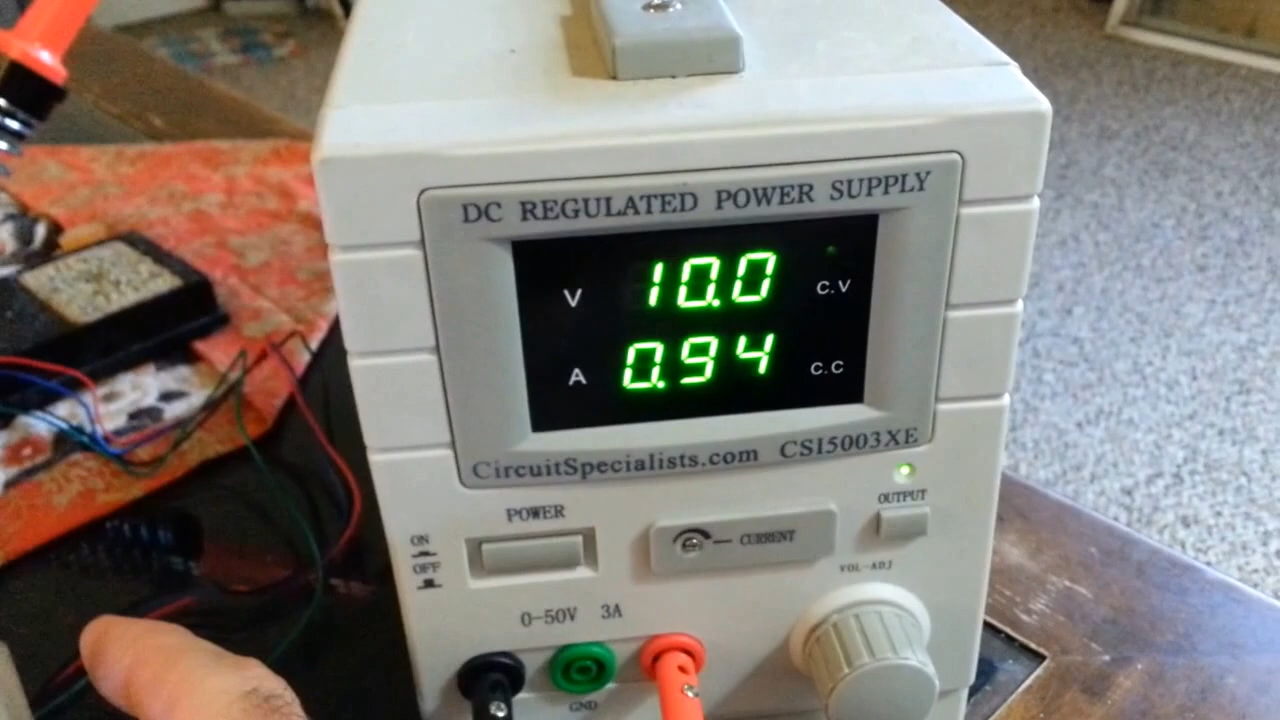 DC REGULATED POWER SUPPLY
V 10.0 C.V
A 0.94 C.C
CircuitSpecialists.com CSI5003XE
OUTPUT
POWER
ON
OFF
CURRENT
VOL-ADJ
0-50V 3A
GND